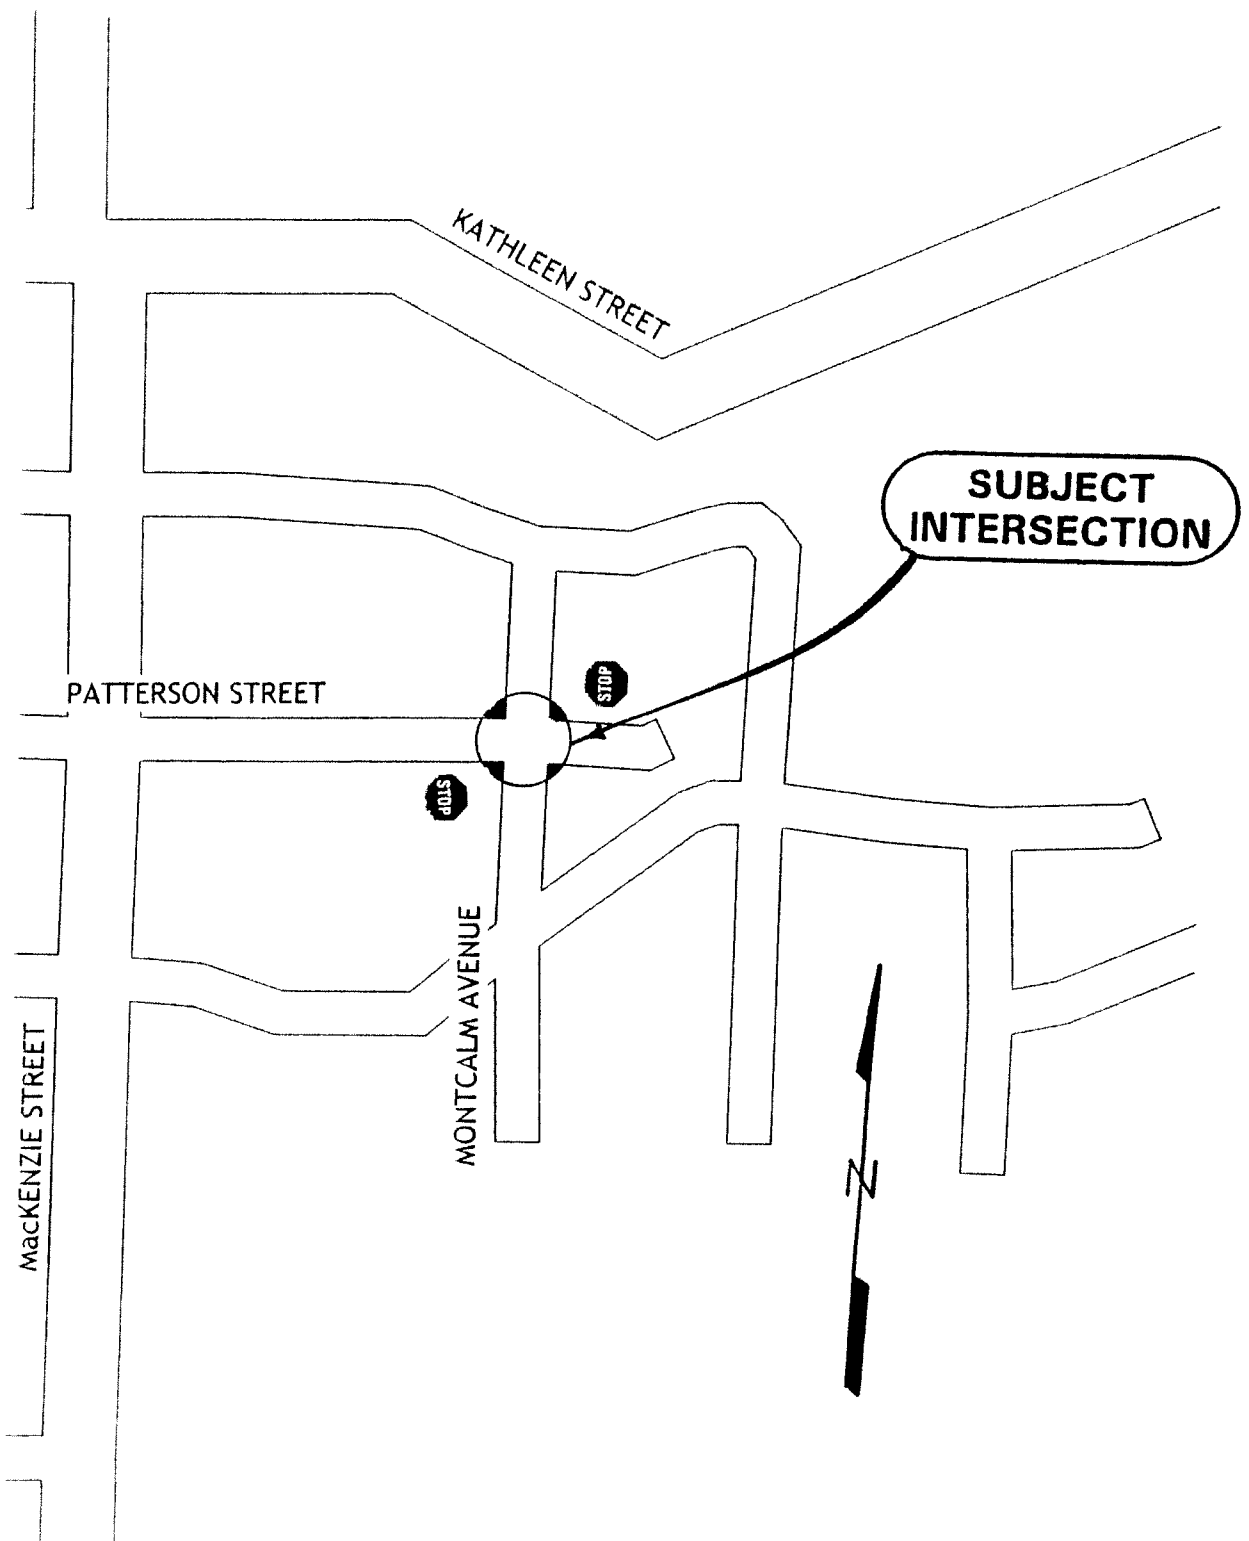 KATHLEEN STREET
SUBJECT
INTERSECTION
STOP
PATTERSON STREET
STOP
MONTCALM AVENUE
MacKENZIE STREET
N